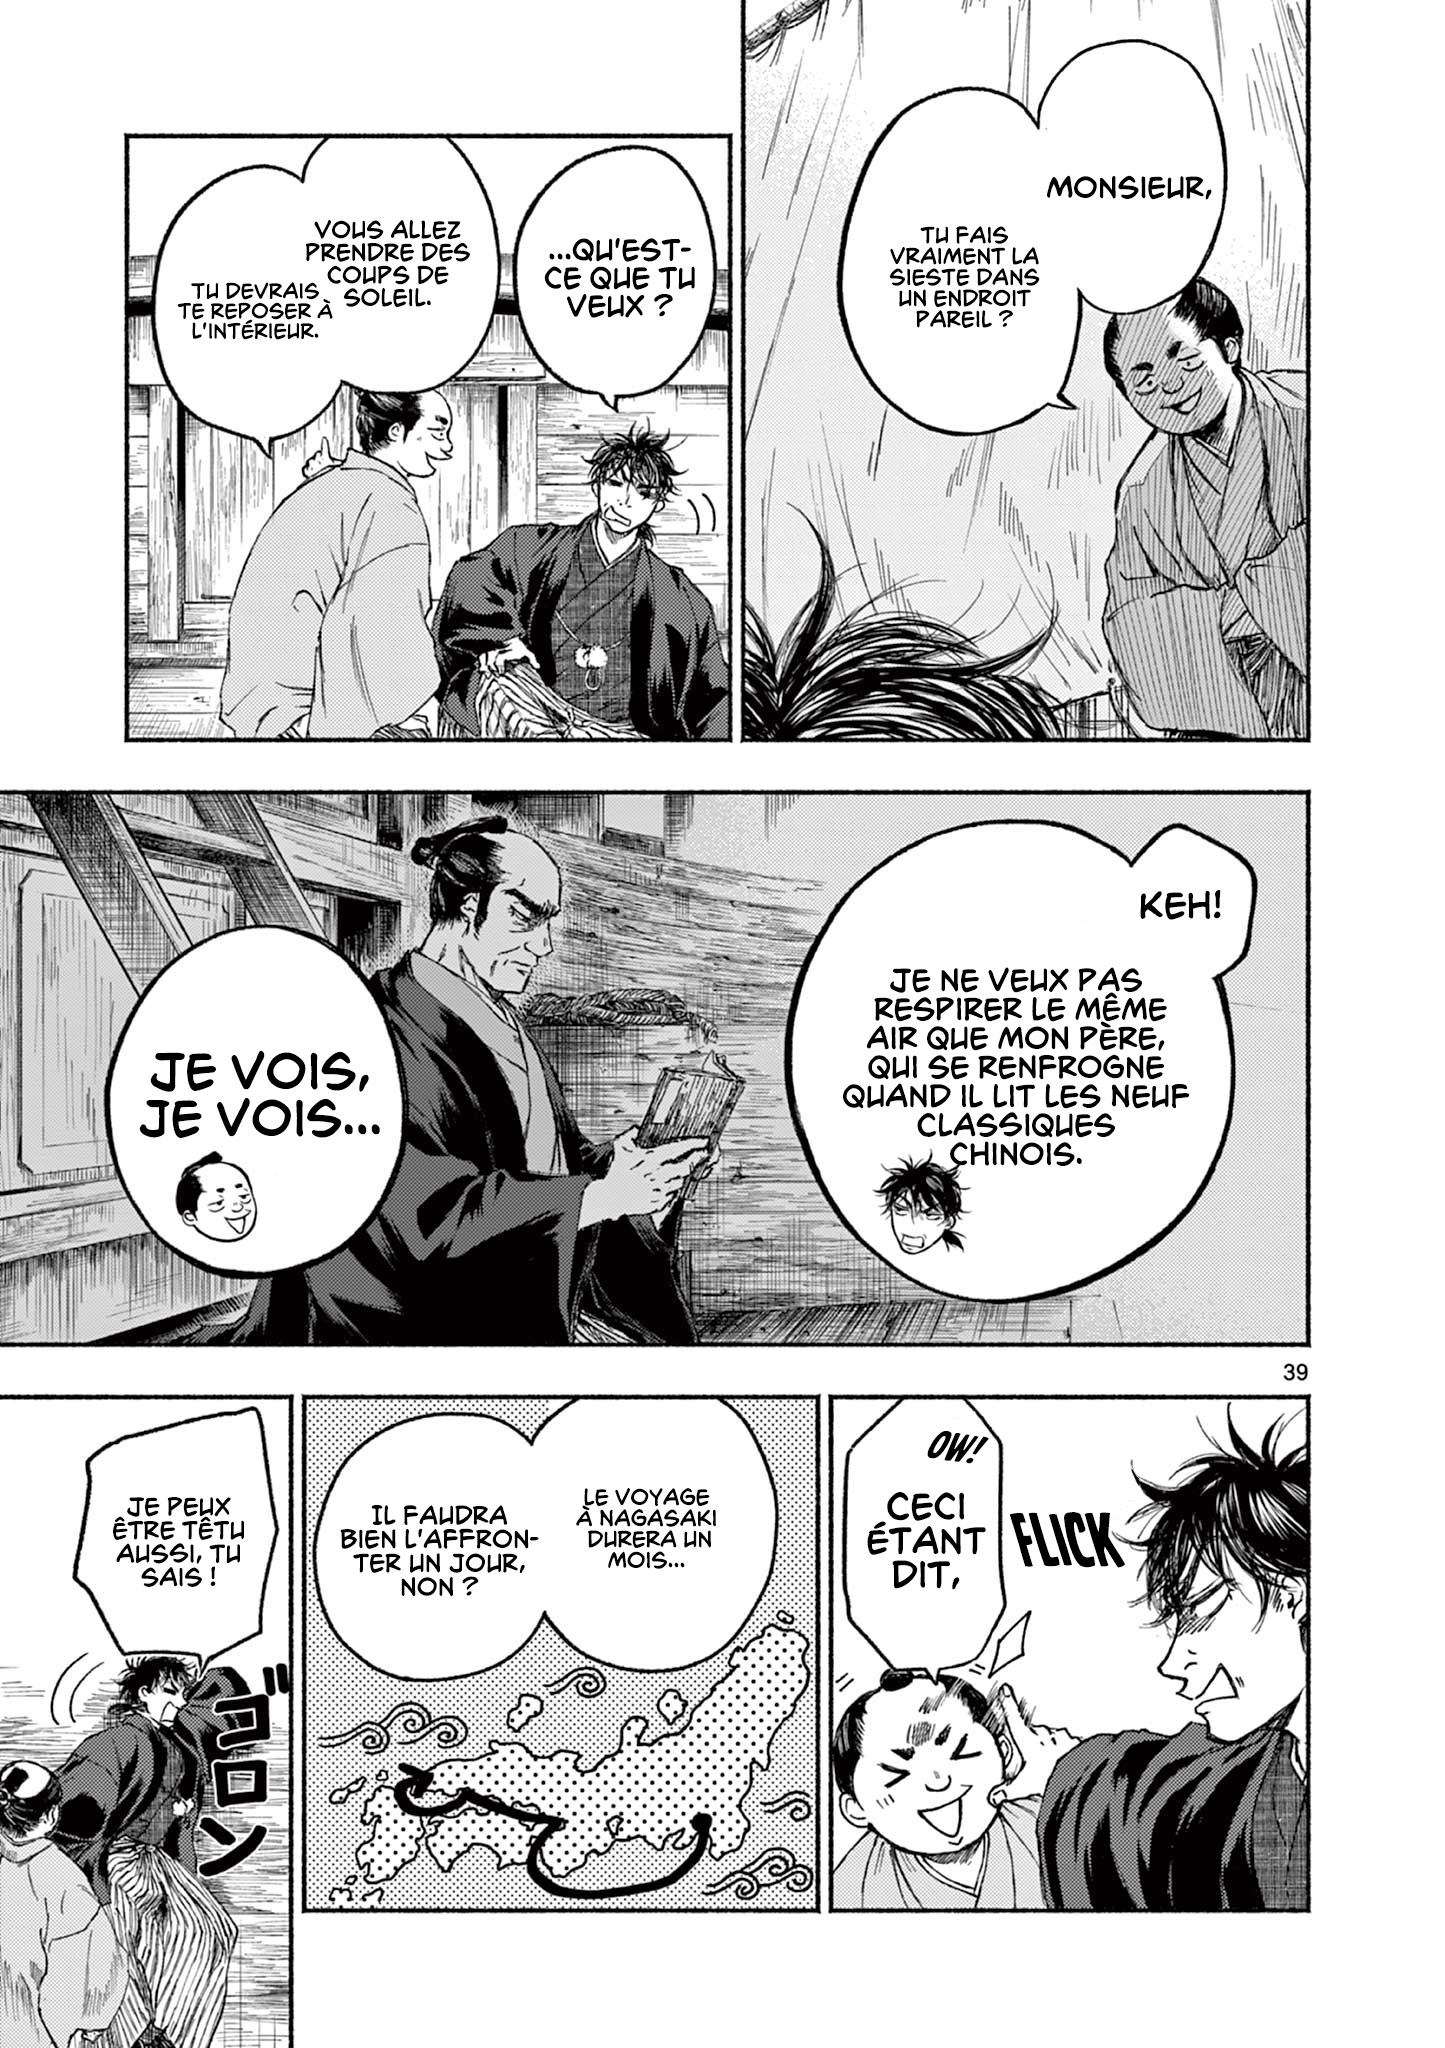 MONSIEUR,
TU FAIS
VRAIMENT LA
SIESTE DANS
UN ENDROIT
PAREIL ?
...QU'EST-
CE QUE TU
VEUX ?
VOUS ALLEZ
PRENDRE DES
COUPS DE
SOLEIL.
TU DEVRAIS
TE REPOSER À
L'INTÉRIEUR.
KEH!
JE NE VEUX PAS
RESPIRER LE MÊME
AIR QUE MON PÈRE,
QUI SE RENFROGNE
QUAND IL LIT LES NEUF
CLASSIQUES
CHINOIS.
JE VOIS,
JE VOIS...
39
OW!
CECI
ÉTANT
DIT,
FLICK
LE VOYAGE
À NAGASAKI
DURERA UN
MOIS...
IL FAUDRA
BIEN L'AFFRON-
TER UN JOUR,
NON ?
JE PEUX
ÊTRE TÊTU
AUSSI, TU
SAIS !
ゴロン